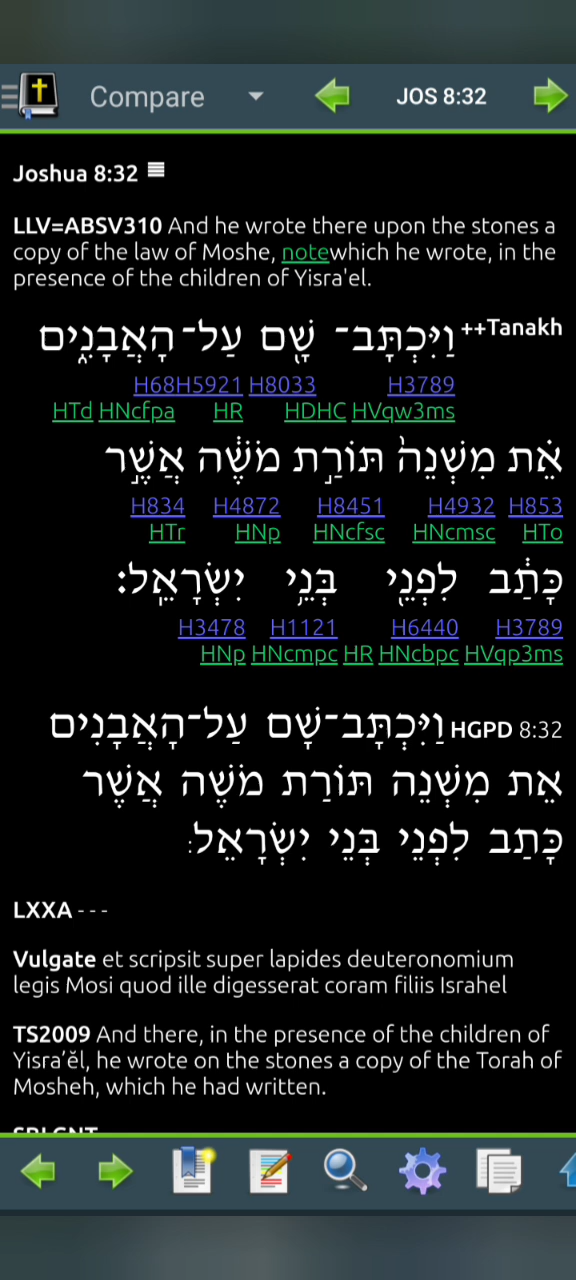 Compare
JOS 8:32
Joshua 8:32
LLV=ABSV310 And he wrote there upon the stones a
copy of the law of Moshe, notewhich he wrote, in the
presence of the children of Yisra'el.
++Tanakh וַיִּכְתָּב־ שָׁ֖ם עַל־הָאֲבָנִ֑ים
H68H5921 H8033 H3789
HTd HNcfpa HR HDHC HVqw3ms
אֵ֗ת מִשְׁנֵה֙ תּוֹרַ֣ת מֹשֶׁ֔ה אֲשֶׁ֣ר
H834 H4872 H8451 H4932 H853
HTr HNp HNcfsc HNcmsc HTo
כָּתַ֔ב לִפְנֵ֖י בְּנֵ֥י יִשְׂרָאֵֽל׃
H3478 H1121 H6440 H3789
HNp HNcmpc HR HNcbpc HVqp3ms
HGPD 8:32 וַיִּכְתָּב־שָׁם עַל־הָאֲבָנִים
אֵת מִשְׁנֵה תּוֹרַת מֹשֶׁה אֲשֶׁר
כָּתַב לִפְנֵי בְּנֵי יִשְׂרָאֵל׃
LXXA - - -
Vulgate et scripsit super lapides deuteronomium
legis Mosi quod ille digesserat coram filiis Israhel
TS2009 And there, in the presence of the children of
Yisra’ĕl, he wrote on the stones a copy of the Torah of
Mosheh, which he had written.